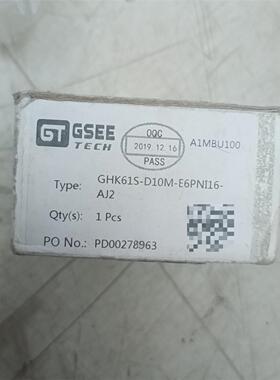 GT GSEE
TECH
OQC
2019.12.16
PASS
A1MBU100
Type: GHK61S-D10M-E6PNI16-
AJ2
Qty(s): 1 Pcs
PO No.: PD00278963